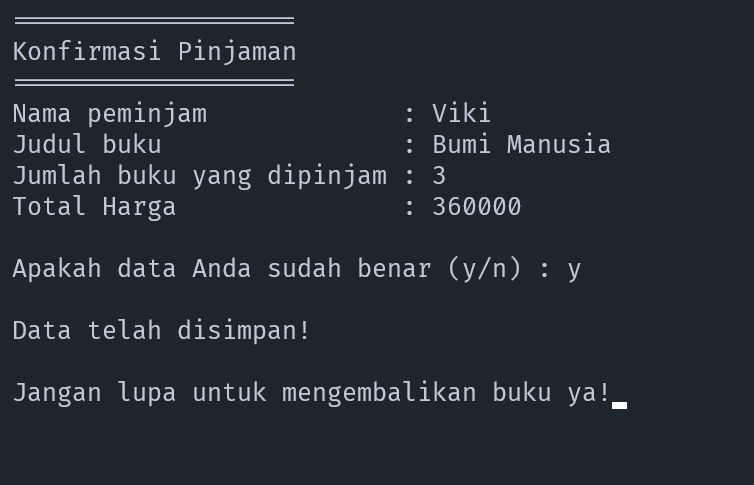 ===================
Konfirmasi Pinjaman
===================
Nama peminjam             : Viki
Judul buku                : Bumi Manusia
Jumlah buku yang dipinjam : 3
Total Harga               : 360000
Apakah data Anda sudah benar (y/n) : y
Data telah disimpan!
Jangan lupa untuk mengembalikan buku ya!